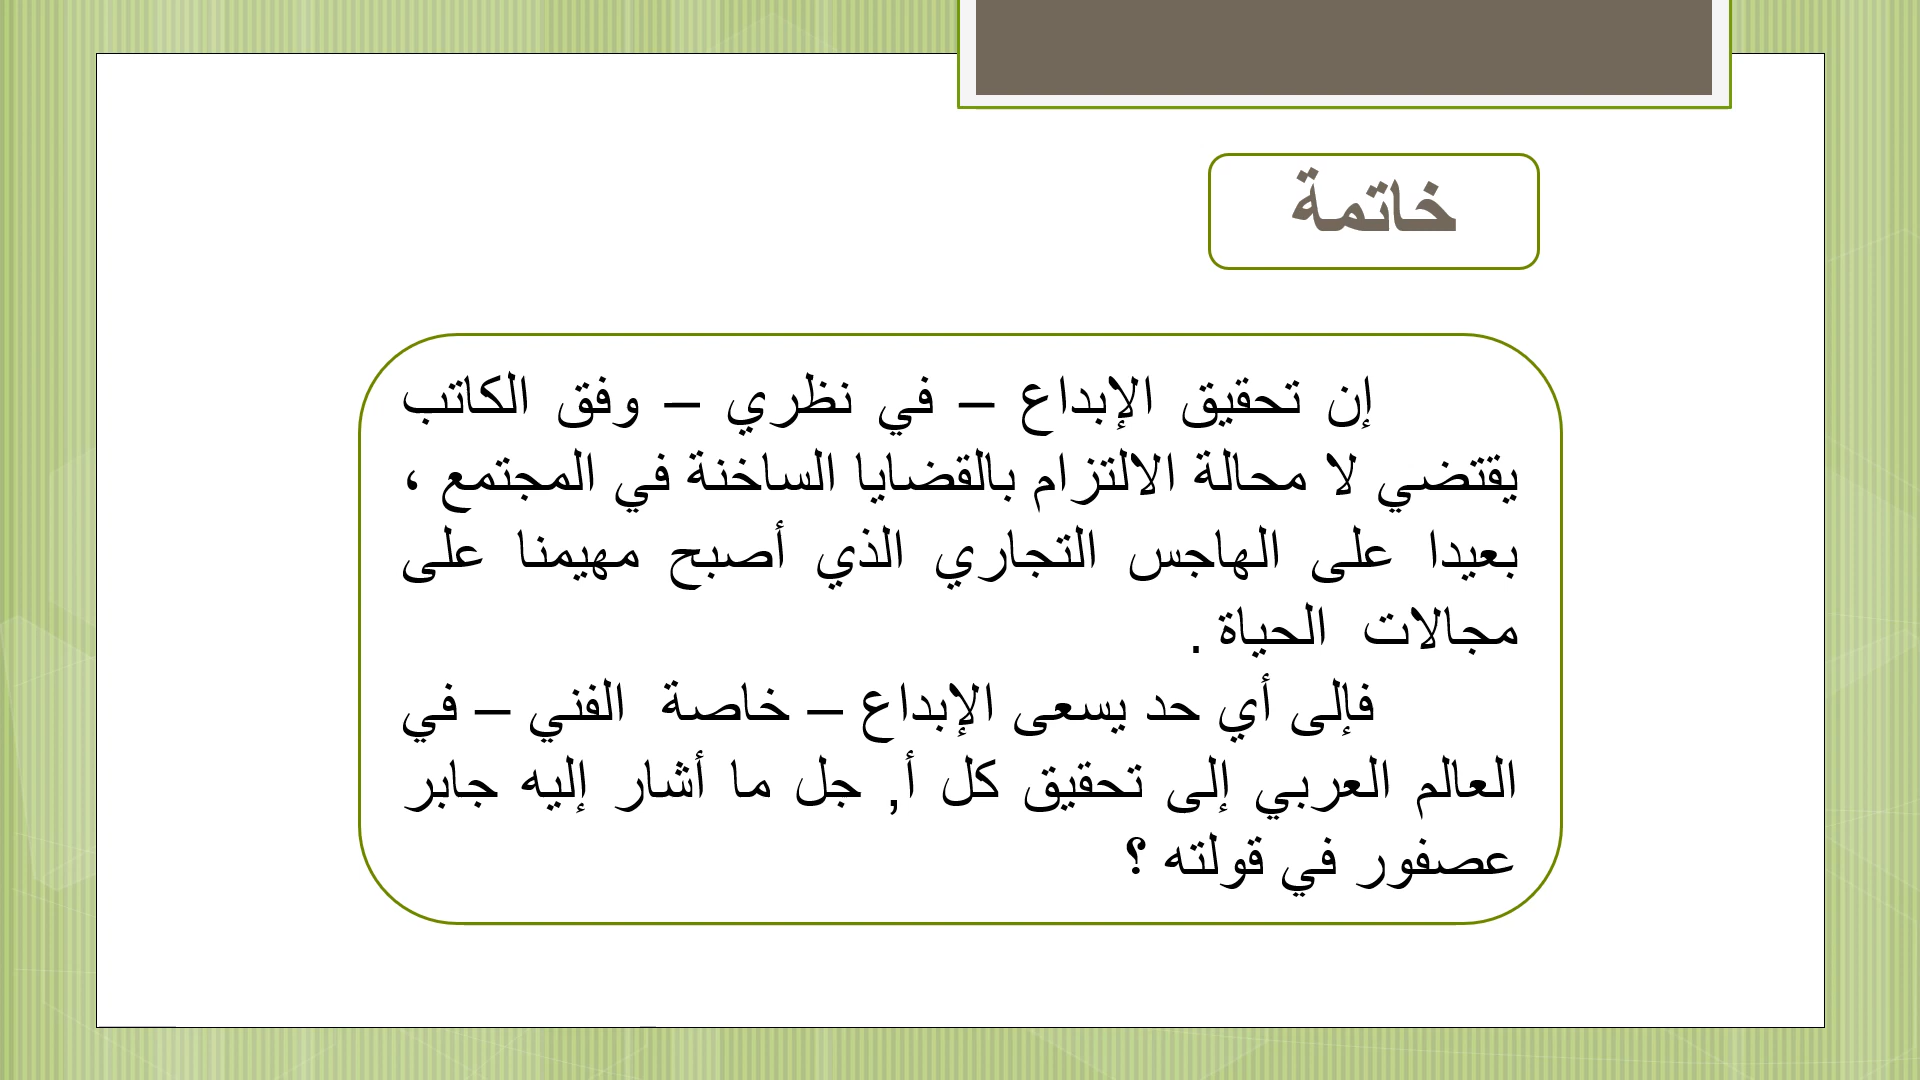 خاتمة
إن تحقيق الإبداع – في نظري – وفق الكاتب
يقتضي لا محالة الالتزام بالقضايا الساخنة في المجتمع ،
بعيدا على الهاجس التجاري الذي أصبح مهيمنا على
مجالات الحياة .
فإلى أي حد يسعى الإبداع – خاصة الفني – في
العالم العربي إلى تحقيق كل أ, جل ما أشار إليه جابر
عصفور في قولته ؟